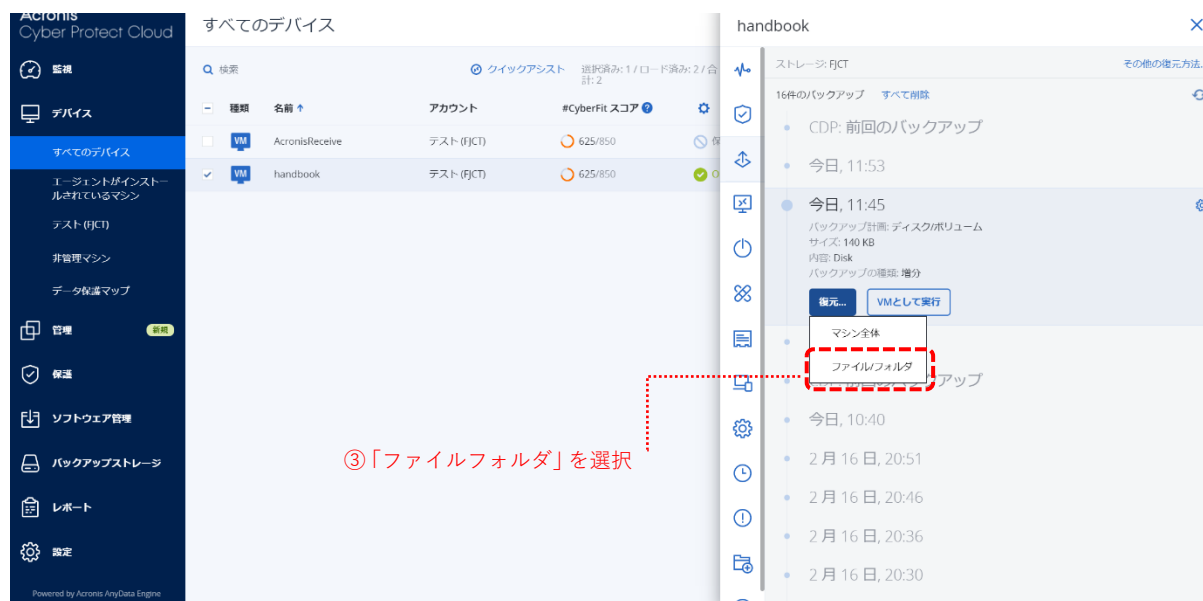 Acronis
Cyber Protect Cloud
監視
デバイス
すべてのデバイス
エージェントがインストー
ルされているマシン
テスト (FJCT)
非管理マシン
データ保護マップ
管理
新規
保護
ソフトウェア管理
バックアップストレージ
レポート
設定
Powered by Acronis AnyData Engine
すべてのデバイス
検索
クイックアシスト
選択済み: 1 / ロード済み: 2 / 合
計: 2
種類 名前 ↑ アカウント #CyberFit スコア
VM AcronisReceive テスト (FJCT) 625/850
VM handbook テスト (FJCT) 625/850
③「ファイルフォルダ」を選択
handbook
ストレージ: FJCT
その他の復元方法...
16件のバックアップ すべて削除
CDP: 前回のバックアップ
今日, 11:53
今日, 11:45
バックアップ計画: ディスク/ボリューム
サイズ: 140 KB
内容: Disk
バックアップの種類: 増分
復元... VMとして実行
マシン全体
ファイル/フォルダ
CDP: 前回のバックアップ
今日, 10:40
2 月 16 日, 20:51
2 月 16 日, 20:46
2 月 16 日, 20:36
2 月 16 日, 20:30